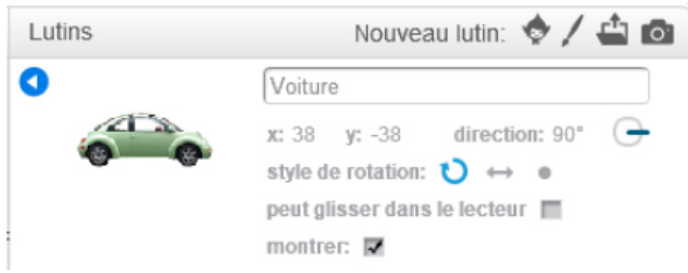 Lutins Nouveau lutin:
Voiture
x: 38 y: -38 direction: 90°
style de rotation:
peut glisser dans le lecteur
montrer: